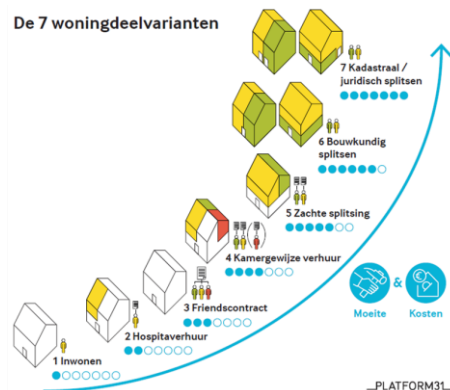 De 7 woningdeelvarianten
7 Kadastraal /
juridisch splitsen
6 Bouwkundig
splitsen
5 Zachte splitsing
4 Kamergewijze verhuur
3 Friendscontract
2 Hospitaverhuur
1 Inwonen
&
Moeite
Kosten
_PLATFORM31_